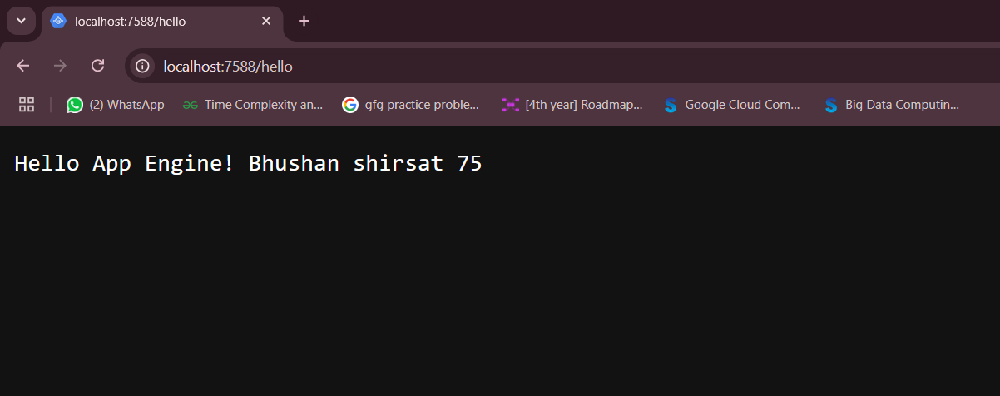 localhost:7588/hello
localhost:7588/hello
(2) WhatsApp
Time Complexity an...
gfg practice proble...
[4th year] Roadmap...
Google Cloud Com...
Big Data Computin...
Hello App Engine! Bhushan shirsat 75